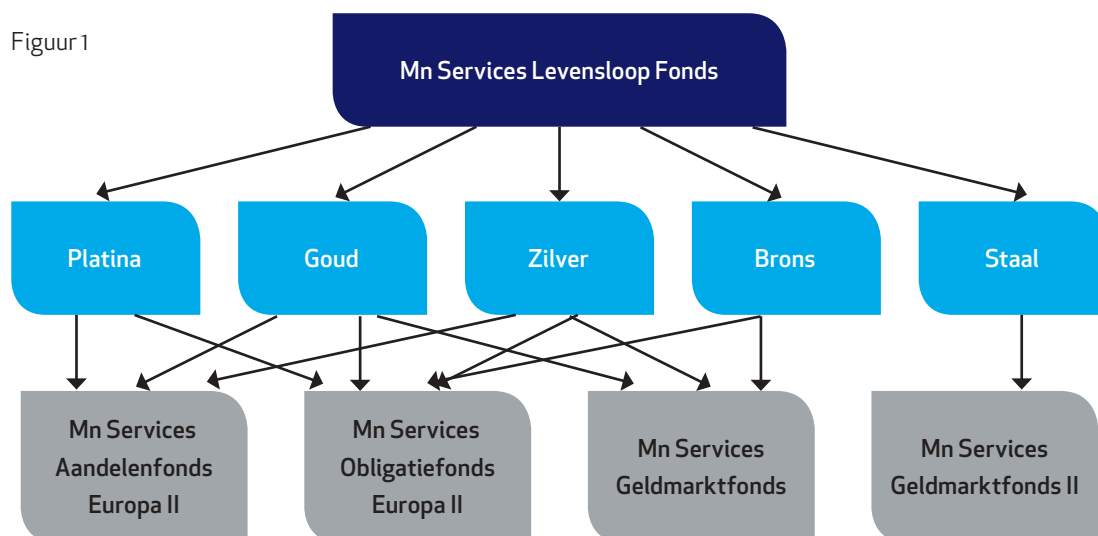 Figuur 1
Mn Services Levensloop Fonds
Platina
Goud
Zilver
Brons
Staal
Mn Services
Aandelenfonds
Europa II
Mn Services
Obligatiefonds
Europa II
Mn Services
Geldmarktfonds
Mn Services
Geldmarktfonds II